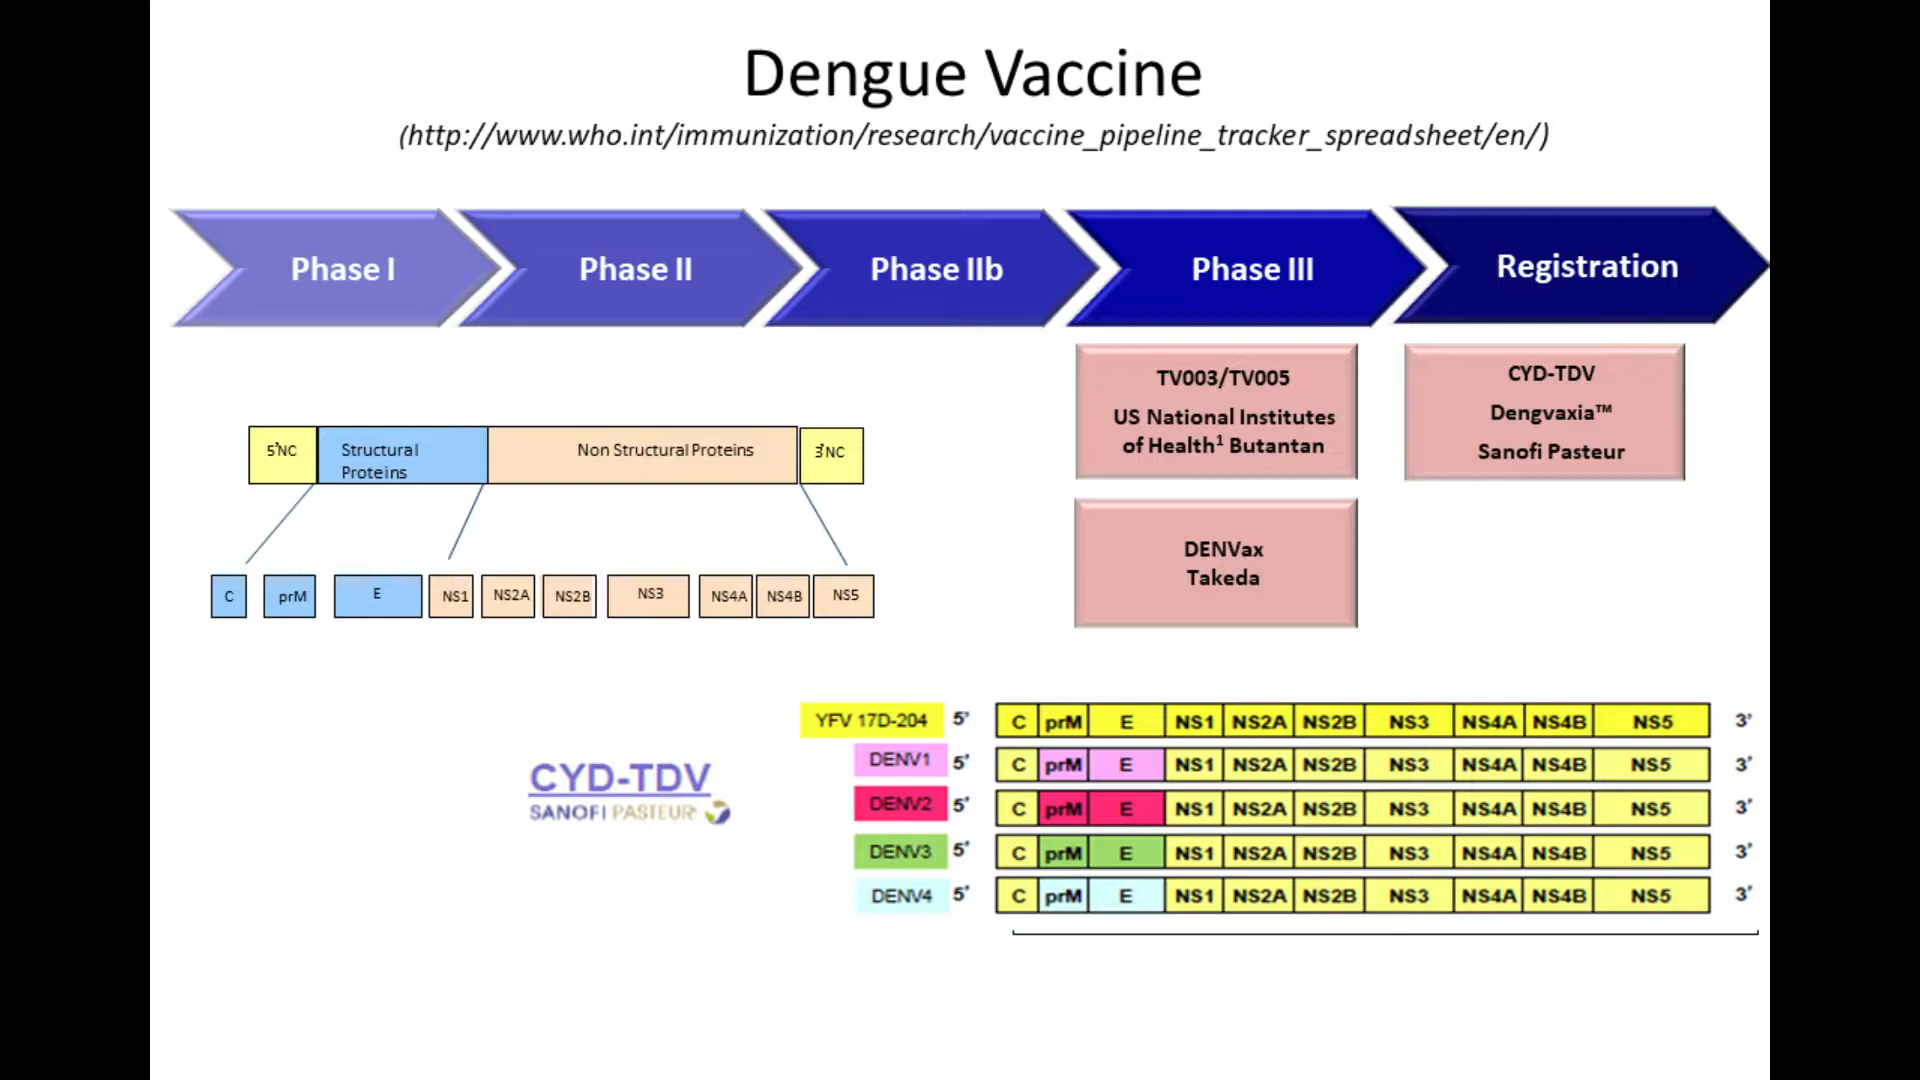 Dengue Vaccine
(http://www.who.int/immunization/research/vaccine_pipeline_tracker_spreadsheet/en/)
Phase I
Phase II
Phase IIb
Phase III
Registration
TV003/TV005
US National Institutes
of Health1 Butantan
CYD-TDV
Dengvaxia™
Sanofi Pasteur
DENVax
Takeda
5'NC
Structural
Proteins
Non Structural Proteins
3'NC
C prM E NS1 NS2A NS2B NS3 NS4A NS4B NS5
CYD-TDV
SANOFI PASTEUR
YFV 17D-204 5' C prM E NS1 NS2A NS2B NS3 NS4A NS4B NS5 3'
DENV1 5' C prM E NS1 NS2A NS2B NS3 NS4A NS4B NS5 3'
DENV2 5' C prM E NS1 NS2A NS2B NS3 NS4A NS4B NS5 3'
DENV3 5' C prM E NS1 NS2A NS2B NS3 NS4A NS4B NS5 3'
DENV4 5' C prM E NS1 NS2A NS2B NS3 NS4A NS4B NS5 3'